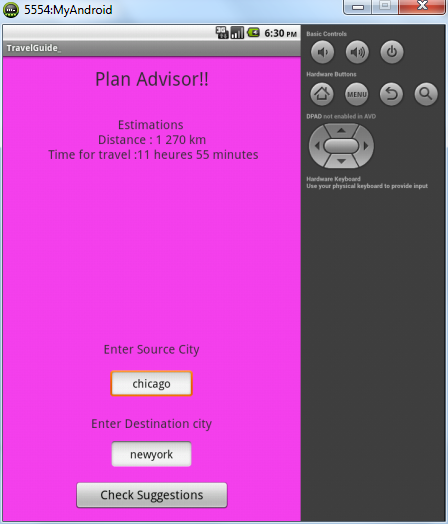 5554:MyAndroid
3G
6:30 PM
TravelGuide_
Plan Advisor!!
Estimations
Distance : 1 270 km
Time for travel :11 heures 55 minutes
Enter Source City
chicago
Enter Destination city
newyork
Check Suggestions
Basic Controls
Hardware Buttons
MENU
DPAD not enabled in AVD
Hardware Keyboard
Use your physical keyboard to provide input